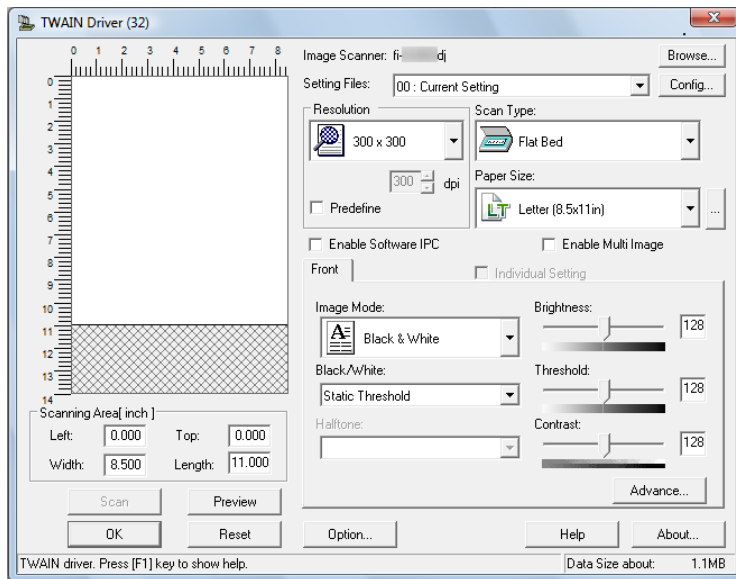 TWAIN Driver (32)
0 1 2 3 4 5 6 7 8
0
1
2
3
4
5
6
7
8
9
10
11
12
13
14
Image Scanner: fi- dj
Browse...
Setting Files: 00 : Current Setting
Config...
Resolution
300 x 300
300 dpi
Predefine
Scan Type:
Flat Bed
Paper Size:
LT Letter (8.5x11in)
...
Enable Software IPC
Enable Multi Image
Front
Individual Setting
Image Mode:
A Black & White
Black/White:
Static Threshold
Halftone:
Brightness:
128
Threshold:
128
Contrast:
128
Advance...
Scanning Area[ inch ]
Left: 0.000 Top: 0.000
Width: 8.500 Length: 11.000
Scan Preview
OK Reset Option... Help About...
TWAIN driver. Press [F1] key to show help. Data Size about: 1.1MB